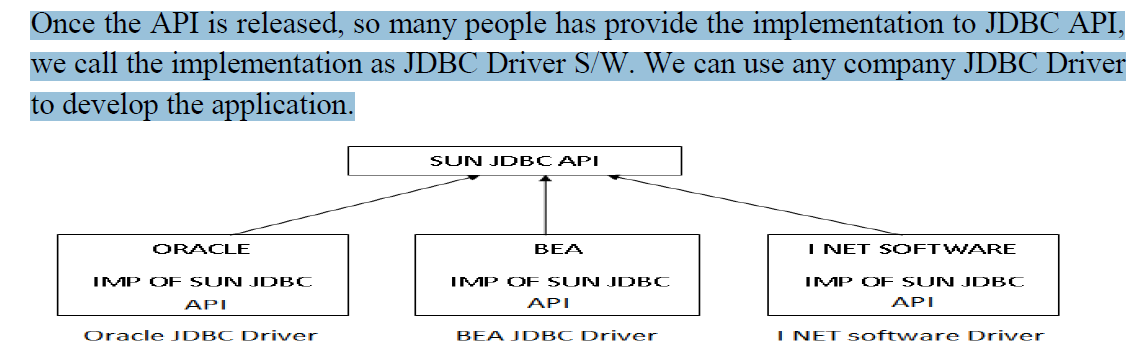 Once the API is released, so many people has provide the implementation to JDBC API,
we call the implementation as JDBC Driver S/W. We can use any company JDBC Driver
to develop the application.
SUN JDBC API
ORACLE
IMP OF SUN JDBC
API
BEA
IMP OF SUN JDBC
API
I NET SOFTWARE
IMP OF SUN JDBC
API
Oracle JDBC Driver
BEA JDBC Driver
I NET software Driver